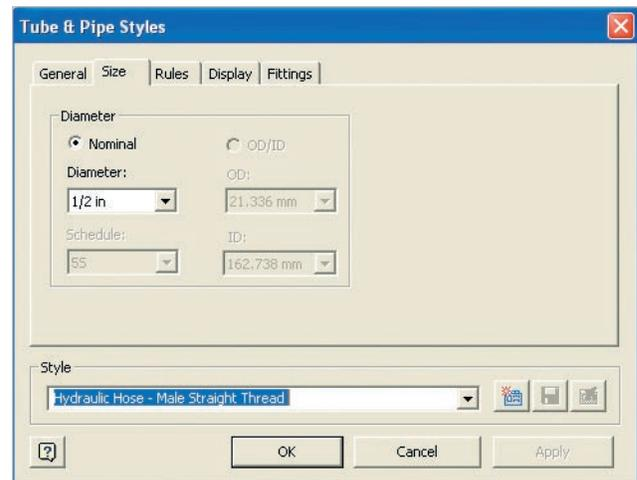 Tube & Pipe Styles
General Size Rules Display Fittings
Diameter
Nominal OD/ID
Diameter: OD:
1/2 in 21.336 mm
Schedule: ID:
5S 162.738 mm
Style
Hydraulic Hose - Male Straight Thread
? OK Cancel Apply